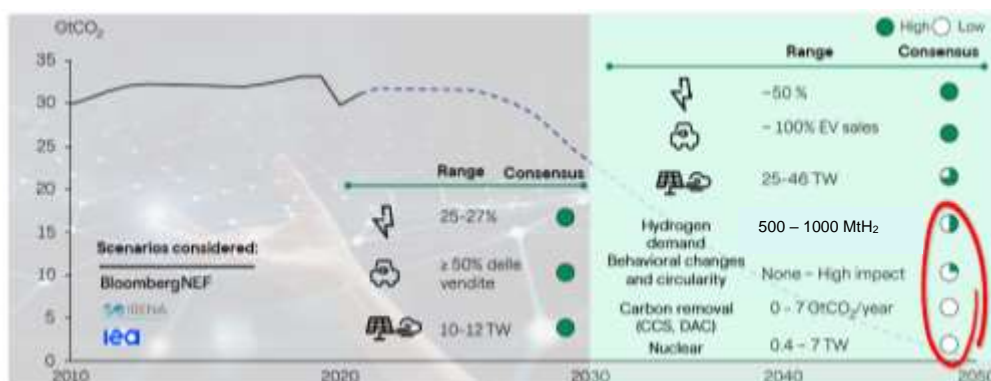 GtCO₂
High Low
Range Consensus
35
30
25
20
15
10
5
0
~50 %
~100% EV sales
25-46 TW
Hydrogen demand 500 – 1000 MtH₂
Behavioral changes and circularity None – High impact
Carbon removal (CCS, DAC) 0 - 7 GtCO₂/year
Nuclear 0.4 – 7 TW
Range Consensus
25-27%
≥ 50% delle vendite
10-12 TW
Scenarios considered:
BloombergNEF
IRENA
iea
2010 2020 2030 2040 2050